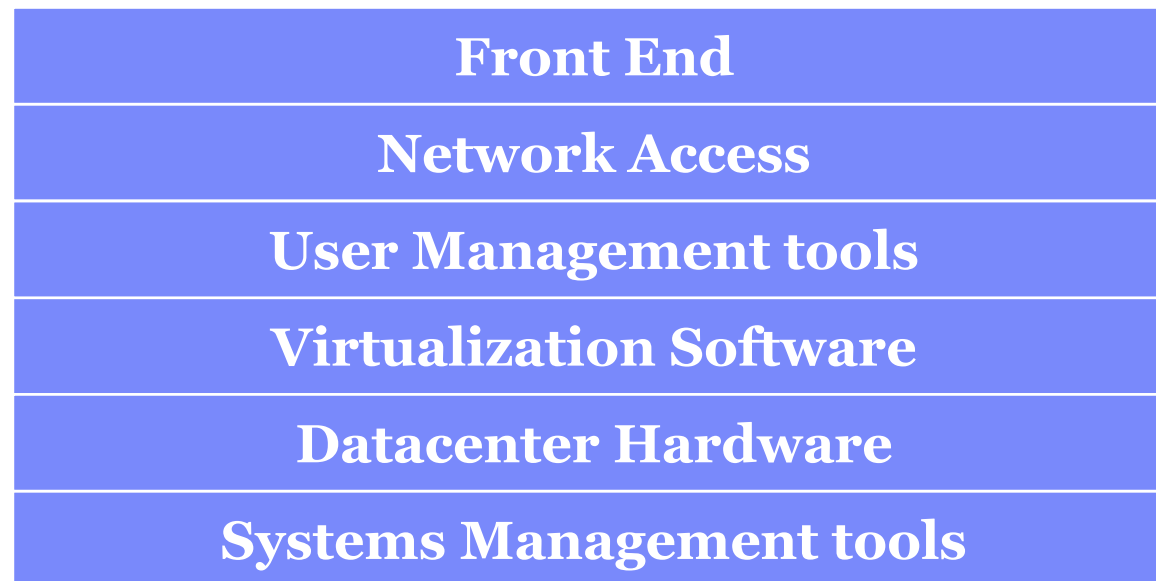 Front End
Network Access
User Management tools
Virtualization Software
Datacenter Hardware
Systems Management tools